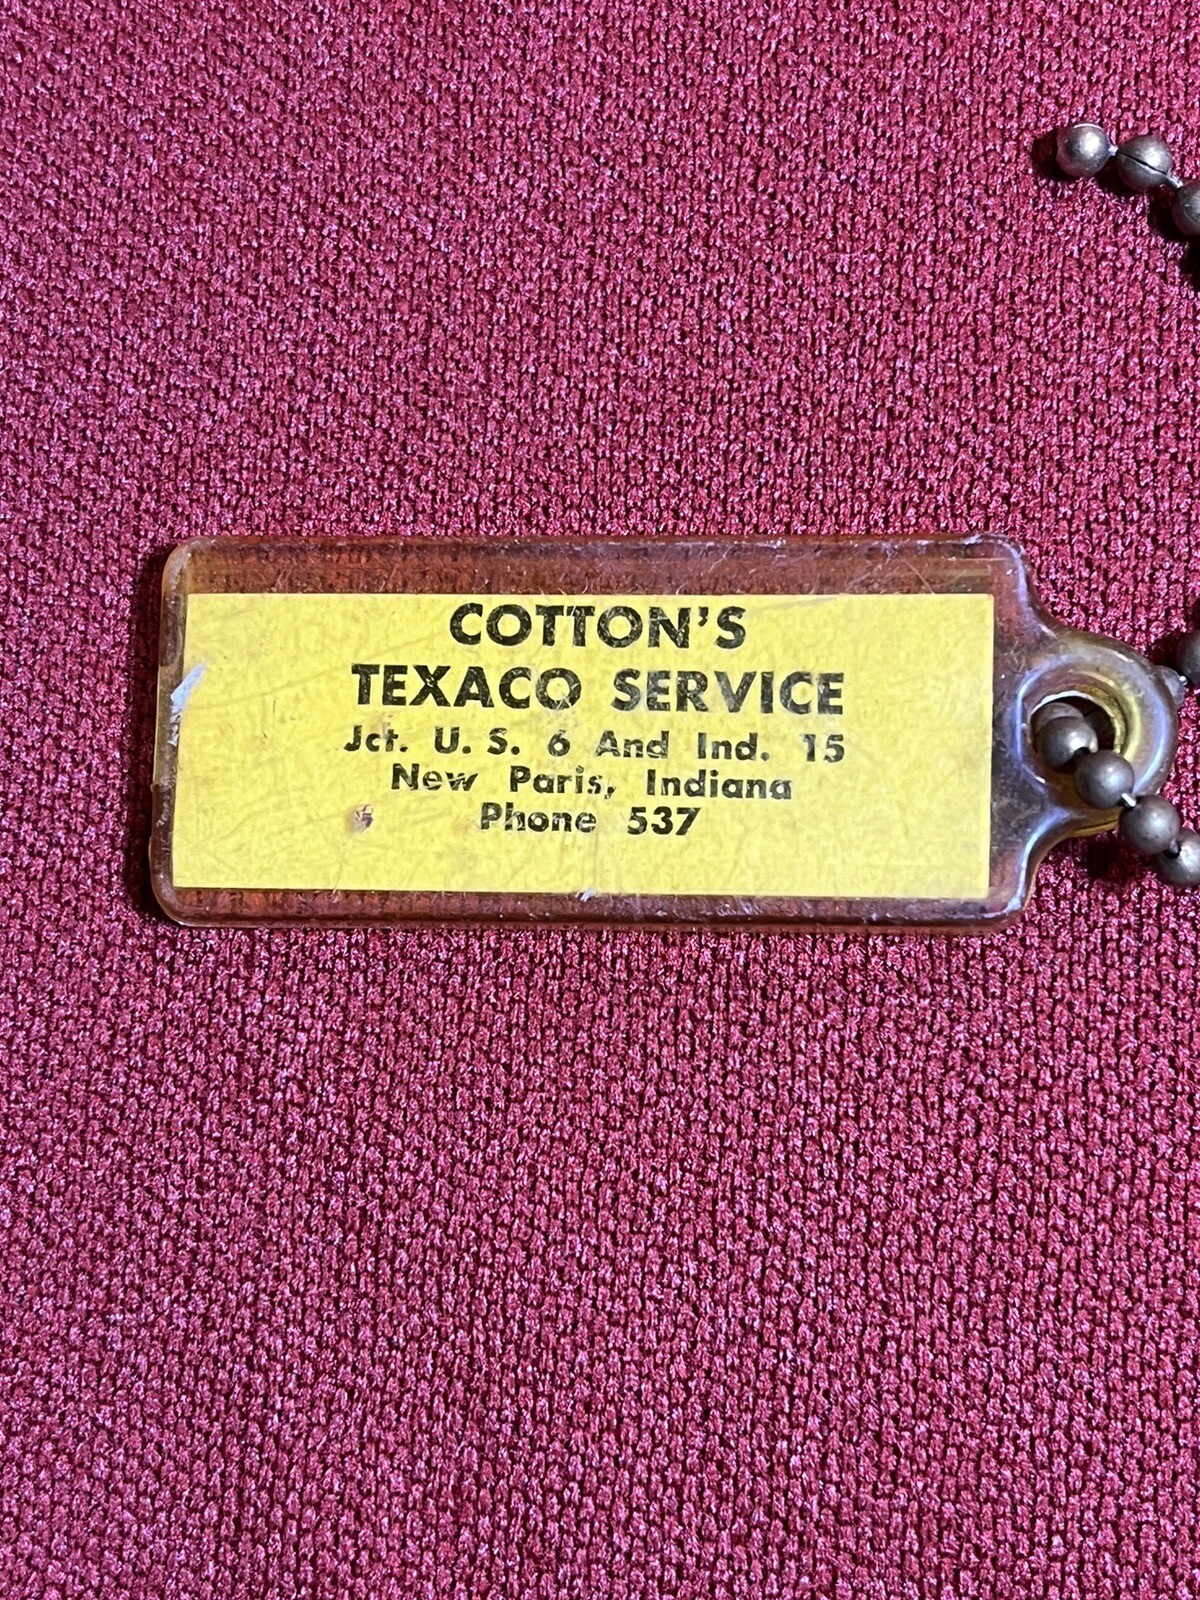 COTTON'S
TEXACO SERVICE
Jct. U. S. 6 And Ind. 15
New Paris, Indiana
Phone 537